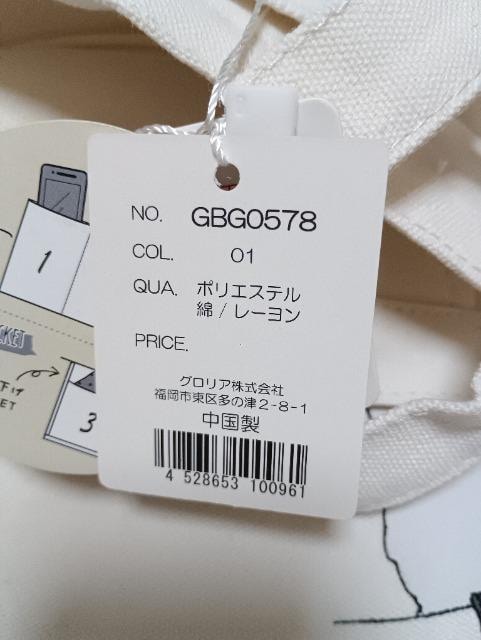 NO. GBG0578
COL. 01
QUA. ポリエステル
綿 / レーヨン
PRICE.
グロリア株式会社
福岡市東区多の津2-8-1
中国製
4 528653 100961
1
3